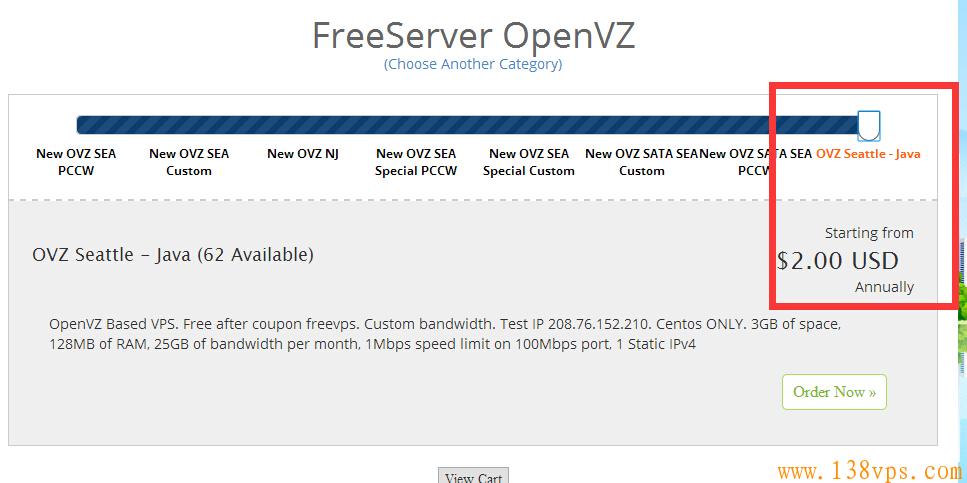 FreeServer OpenVZ
(Choose Another Category)
New OVZ SEA PCCW
New OVZ SEA Custom
New OVZ NJ
New OVZ SEA Special PCCW
New OVZ SEA Special Custom
New OVZ SATA SEA Custom
New OVZ SATA SEA PCCW
OVZ Seattle - Java
OVZ Seattle - Java (62 Available)
Starting from
$2.00 USD
Annually
OpenVZ Based VPS. Free after coupon freevps. Custom bandwidth. Test IP 208.76.152.210. Centos ONLY. 3GB of space,
128MB of RAM, 25GB of bandwidth per month, 1Mbps speed limit on 100Mbps port, 1 Static IPv4
Order Now »
View Cart
www.138vps.com